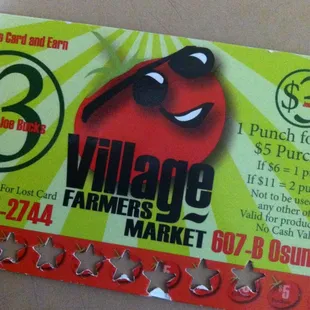 Card and Earn
3
Joe Bucks
For Lost Card
-2744
Village
FARMERS
MARKET
607-B Osun
$3
1 Punch fo
$5 Purc
If $6 = 1 p
If $11 = 2 pu
Not to be use
any other o
Valid for produc
No Cash Val
$5